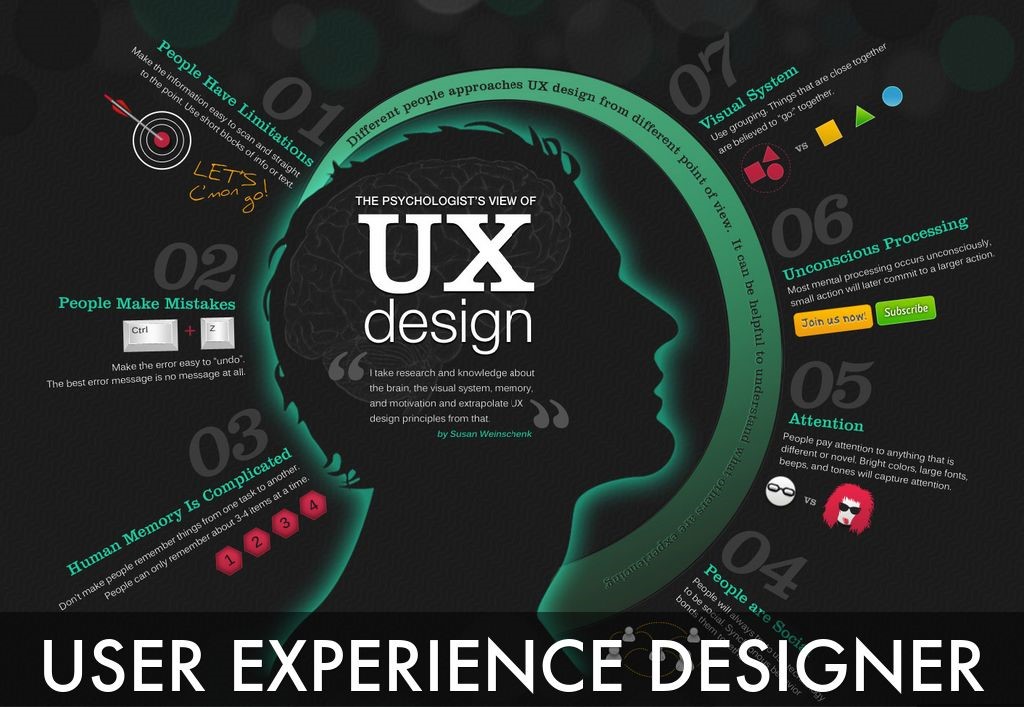 Different people approaches UX design from different point of view. It can be helpful to understand what others are experiencing
THE PSYCHOLOGIST'S VIEW OF
UX
design
“
I take research and knowledge about
the brain, the visual system, memory,
and motivation and extrapolate UX
design principles from that.
”
by Susan Weinschenk
01
People Have Limitations
Make the information easy to scan and straight
to the point. Use short blocks of info or text.
LET'S
C'mon go!
02
People Make Mistakes
Ctrl + Z
Make the error easy to "undo".
The best error message is no message at all.
03
Human Memory Is Complicated
Don't make people remember things from one task to another.
People can only remember about 3-4 items at a time.
1 2 3 4
04
People are Social
People will always
to be social.
bonds them
behavior
05
Attention
People pay attention to anything that is
different or novel. Bright colors, large fonts,
beeps, and tones will capture attention.
vs
06
Unconscious Processing
Most mental processing occurs unconsciously,
small action will later commit to a larger action.
Join us now! Subscribe
07
Visual System
Use grouping. Things that are close together
are believed to "go" together.
vs
USER EXPERIENCE DESIGNER